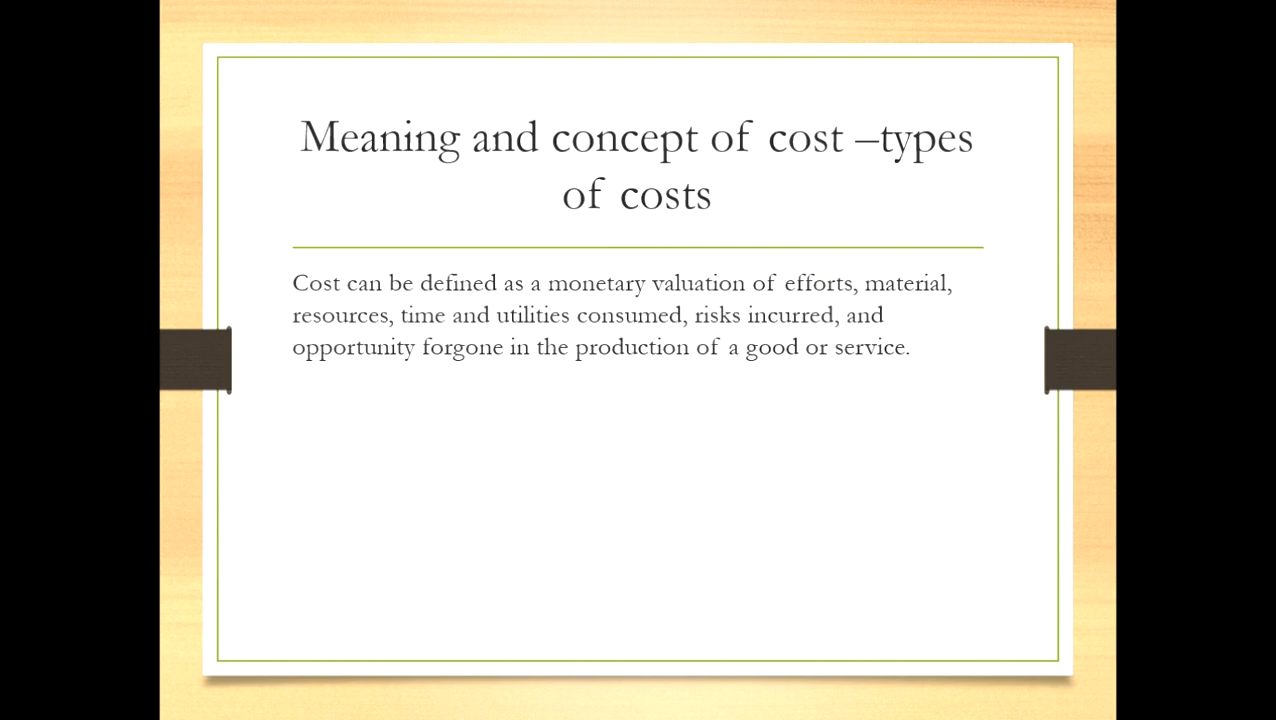 Meaning and concept of cost –types
of costs
Cost can be defined as a monetary valuation of efforts, material,
resources, time and utilities consumed, risks incurred, and
opportunity forgone in the production of a good or service.